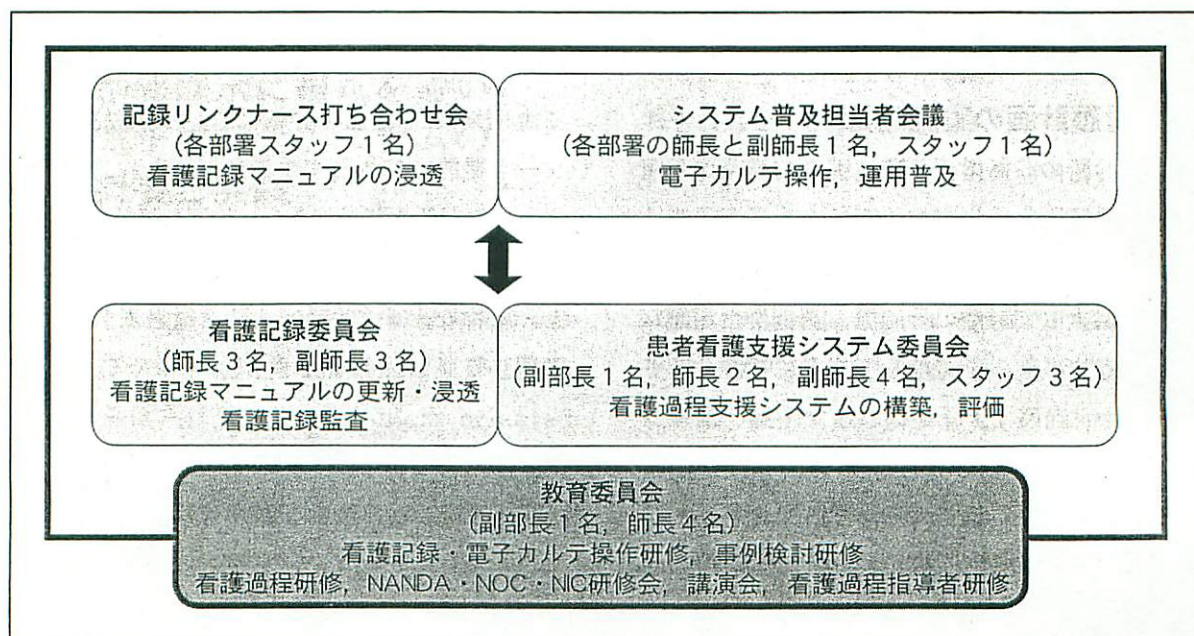 記録リンクナース打ち合わせ会
(各部署スタッフ1名)
看護記録マニュアルの浸透
システム普及担当者会議
(各部署の師長と副師長1名，スタッフ1名)
電子カルテ操作，運用普及
看護記録委員会
(師長3名，副師長3名)
看護記録マニュアルの更新・浸透
看護記録監査
患者看護支援システム委員会
(副部長1名，師長2名，副師長4名，スタッフ3名)
看護過程支援システムの構築，評価
教育委員会
(副部長1名，師長4名)
看護記録・電子カルテ操作研修，事例検討研修
看護過程研修，NANDA・NOC・NIC研修会，講演会，看護過程指導者研修